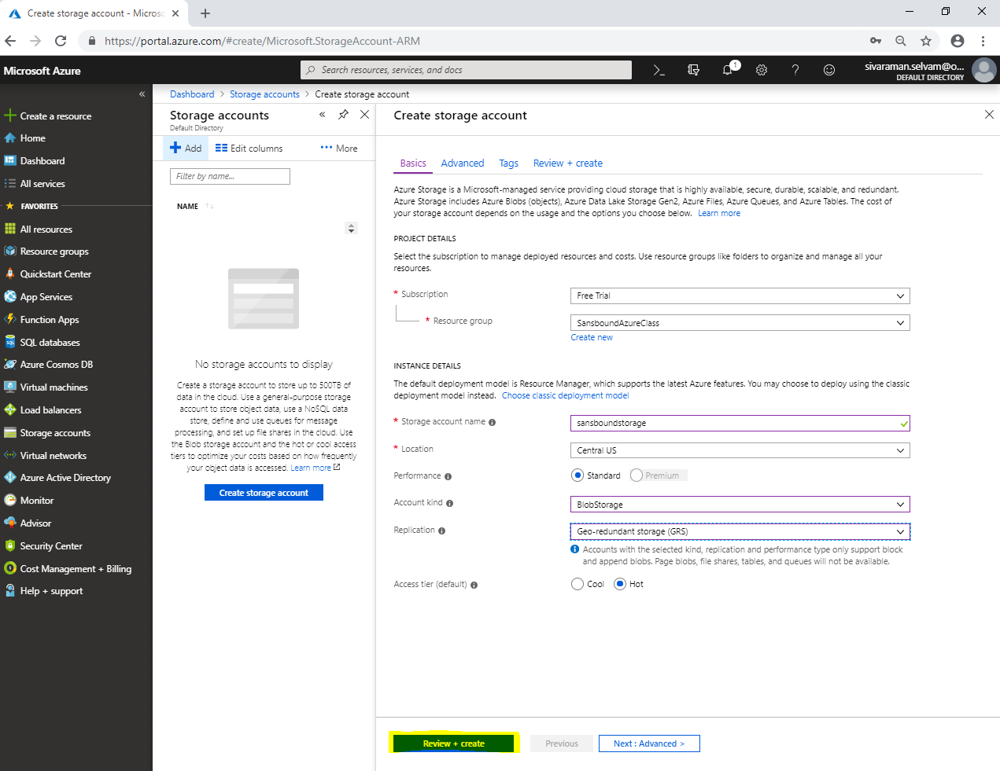 Create storage account - Microsc
https://portal.azure.com/#create/Microsoft.StorageAccount-ARM
Microsoft Azure
Search resources, services, and docs
1
sivaraman.selvam@o...
DEFAULT DIRECTORY
Create a resource
Home
Dashboard
All services
FAVORITES
All resources
Resource groups
Quickstart Center
App Services
Function Apps
SQL databases
Azure Cosmos DB
Virtual machines
Load balancers
Storage accounts
Virtual networks
Azure Active Directory
Monitor
Advisor
Security Center
Cost Management + Billing
Help + support
Dashboard > Storage accounts > Create storage account
Storage accounts
Default Directory
Add
Edit columns
More
Filter by name...
NAME
No storage accounts to display
Create a storage account to store up to 500TB of
data in the cloud. Use a general-purpose storage
account to store object data, use a NoSQL data
store, define and use queues for message
processing, and set up file shares in the cloud. Use
the Blob storage account and the hot or cool access
tiers to optimize your costs based on how frequently
your object data is accessed. Learn more
Create storage account
Create storage account
Basics
Advanced
Tags
Review + create
Azure Storage is a Microsoft-managed service providing cloud storage that is highly available, secure, durable, scalable, and redundant.
Azure Storage includes Azure Blobs (objects), Azure Data Lake Storage Gen2, Azure Files, Azure Queues, and Azure Tables. The cost of
your storage account depends on the usage and the options you choose below. Learn more
PROJECT DETAILS
Select the subscription to manage deployed resources and costs. Use resource groups like folders to organize and manage all your
resources.
* Subscription
Free Trial
* Resource group
SansboundAzureClass
Create new
INSTANCE DETAILS
The default deployment model is Resource Manager, which supports the latest Azure features. You may choose to deploy using the classic
deployment model instead. Choose classic deployment model
* Storage account name
sansboundstorage
* Location
Central US
Performance
Standard
Premium
Account kind
BlobStorage
Replication
Geo-redundant storage (GRS)
Accounts with the selected kind, replication and performance type only support block
and append blobs. Page blobs, file shares, tables, and queues will not be available.
Access tier (default)
Cool
Hot
Review + create
Previous
Next : Advanced >